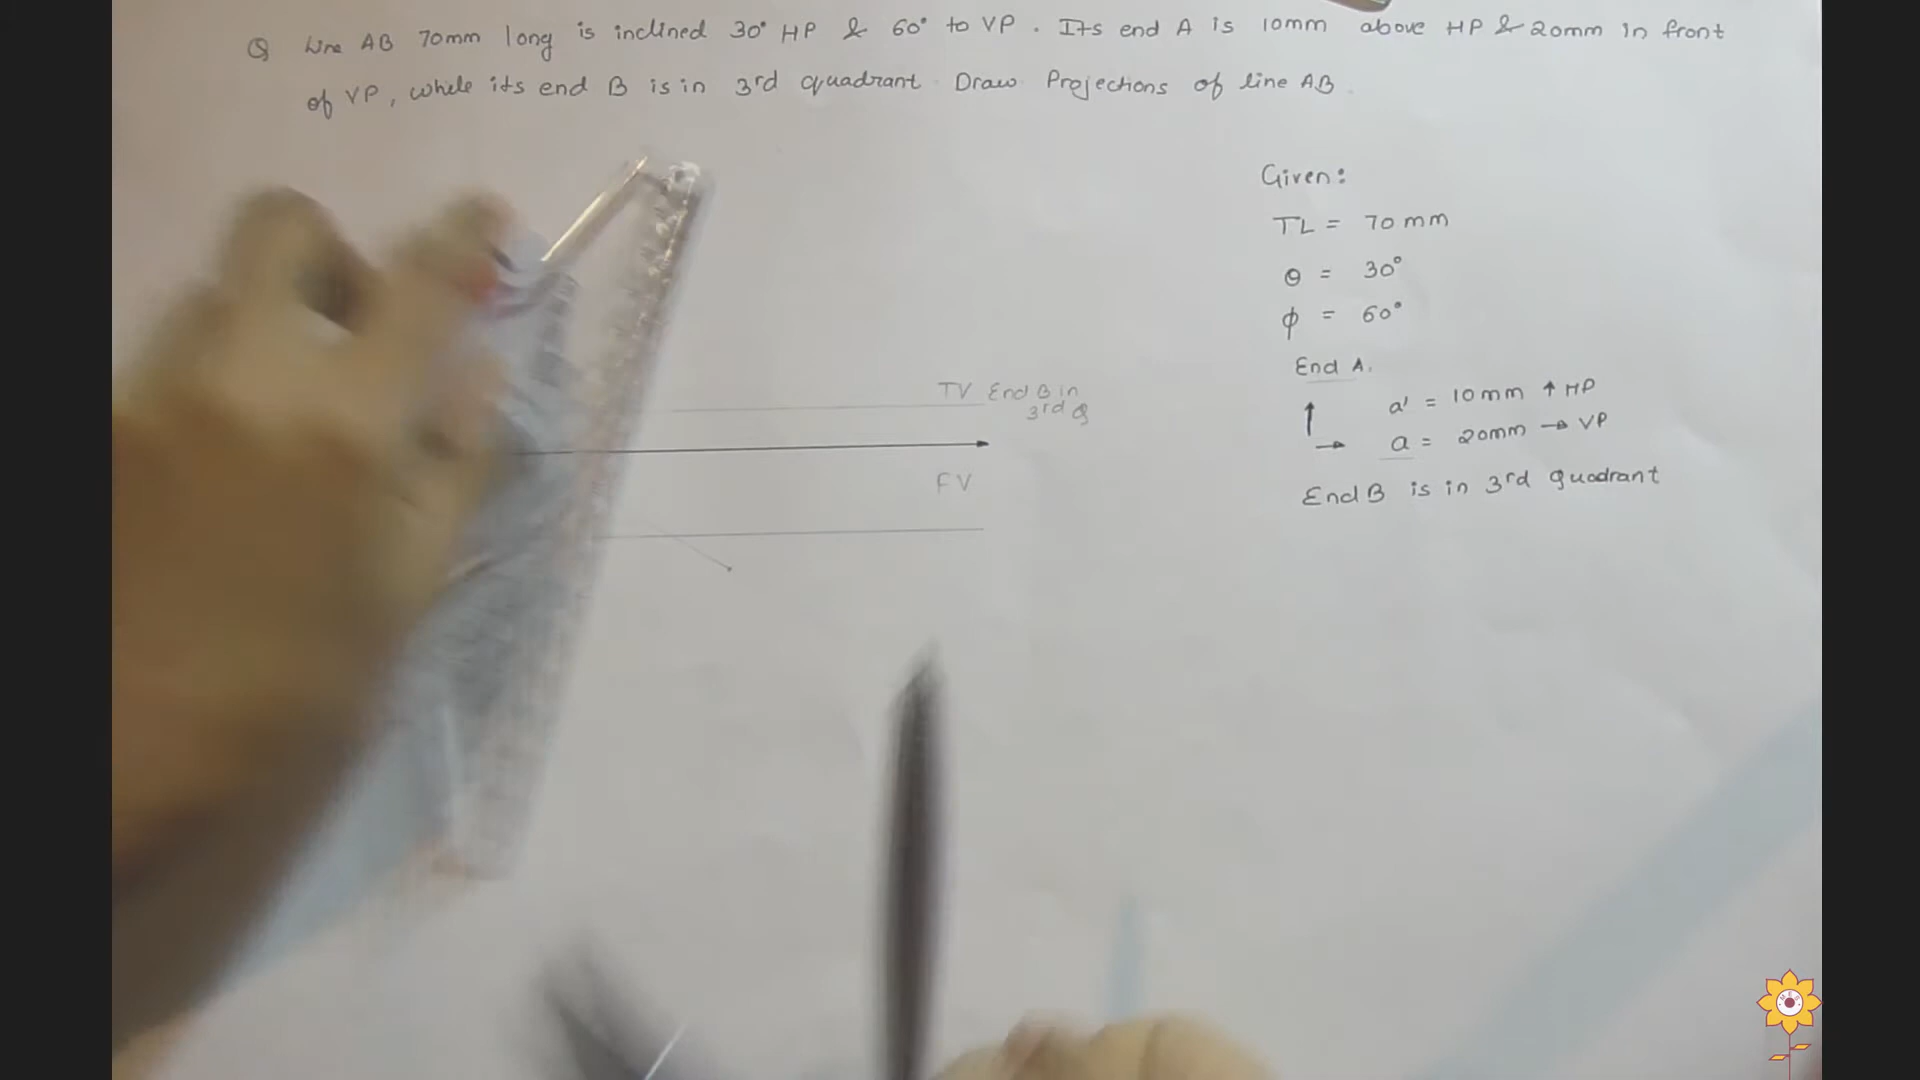 Q Line AB 70mm long is inclined 30° HP & 60° to VP. Its end A is 10mm above HP & 20mm in front
of VP, while its end B is in 3rd quadrant. Draw Projections of line AB.
Given:
TL = 70 mm
θ = 30°
ϕ = 60°
End A.
a' = 10mm ↑ HP
a = 20mm → VP
End B is in 3rd quadrant
TV End B in
3rd Q
FV